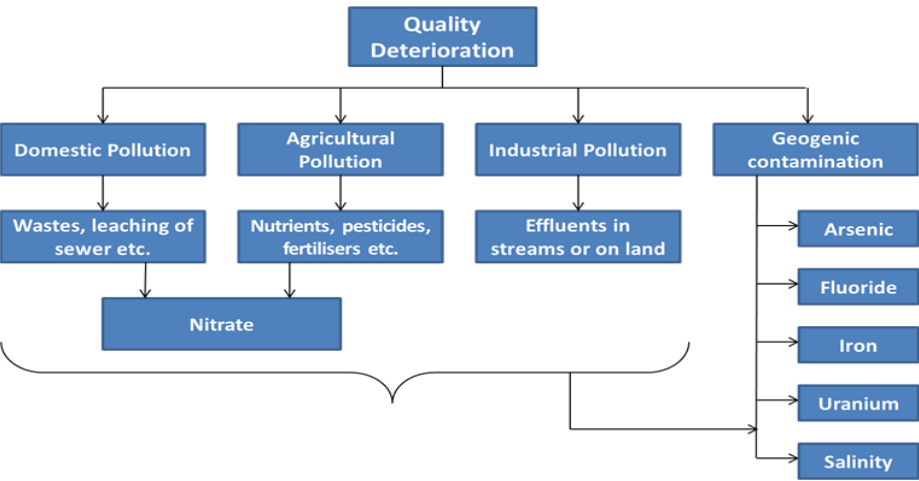 Quality
Deterioration
Domestic Pollution
Agricultural
Pollution
Industrial Pollution
Geogenic
contamination
Wastes, leaching of
sewer etc.
Nutrients, pesticides,
fertilisers etc.
Effluents in
streams or on land
Nitrate
Arsenic
Fluoride
Iron
Uranium
Salinity